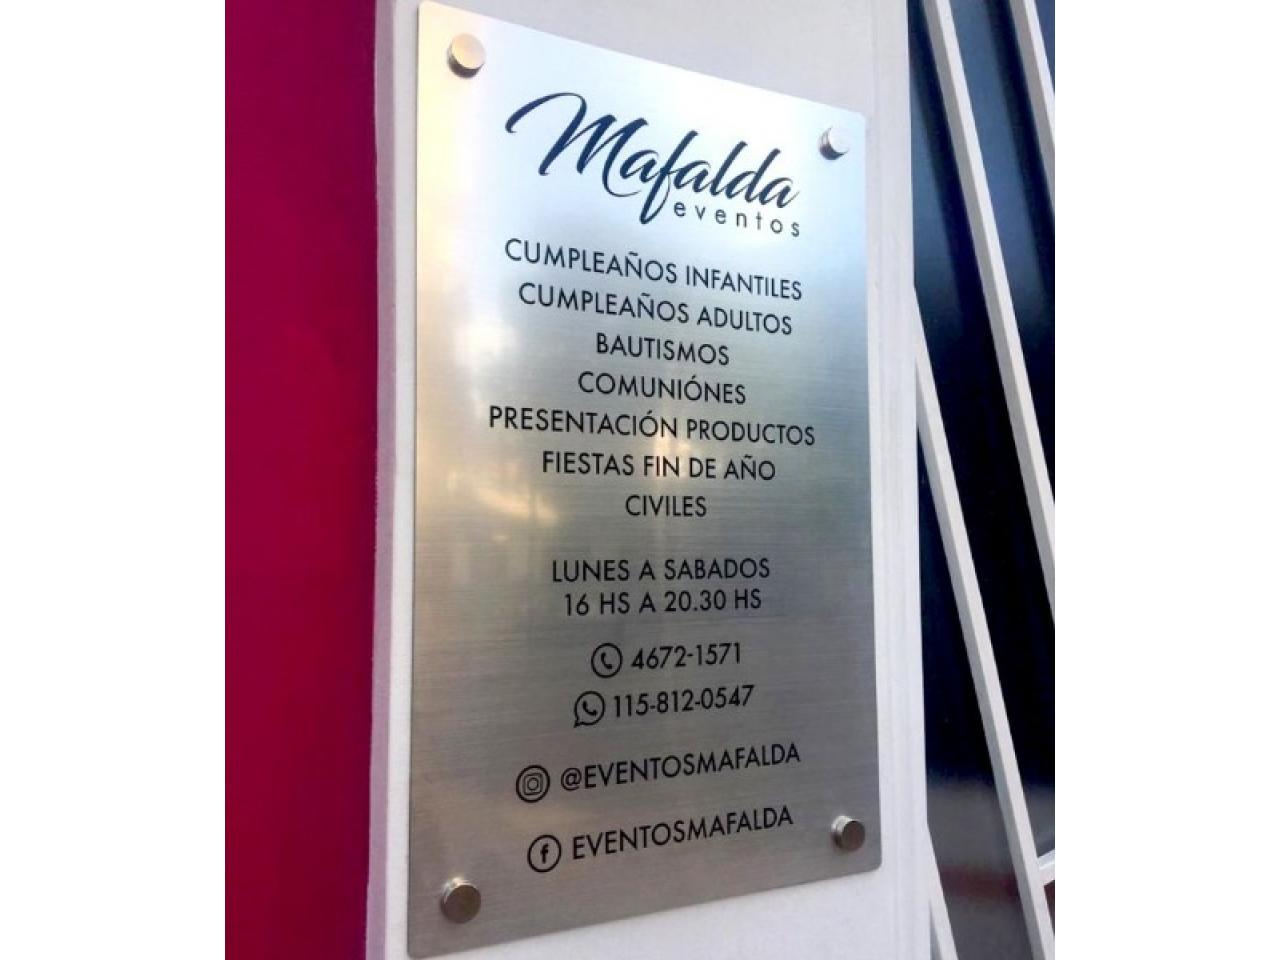 Mafalda
eventos
CUMPLEAÑOS INFANTILES
CUMPLEAÑOS ADULTOS
BAUTISMOS
COMUNIÓNES
PRESENTACIÓN PRODUCTOS
FIESTAS FIN DE AÑO
CIVILES
LUNES A SABADOS
16 HS A 20.30 HS
4672-1571
115-812-0547
@EVENTOSMAFALDA
EVENTOSMAFALDA